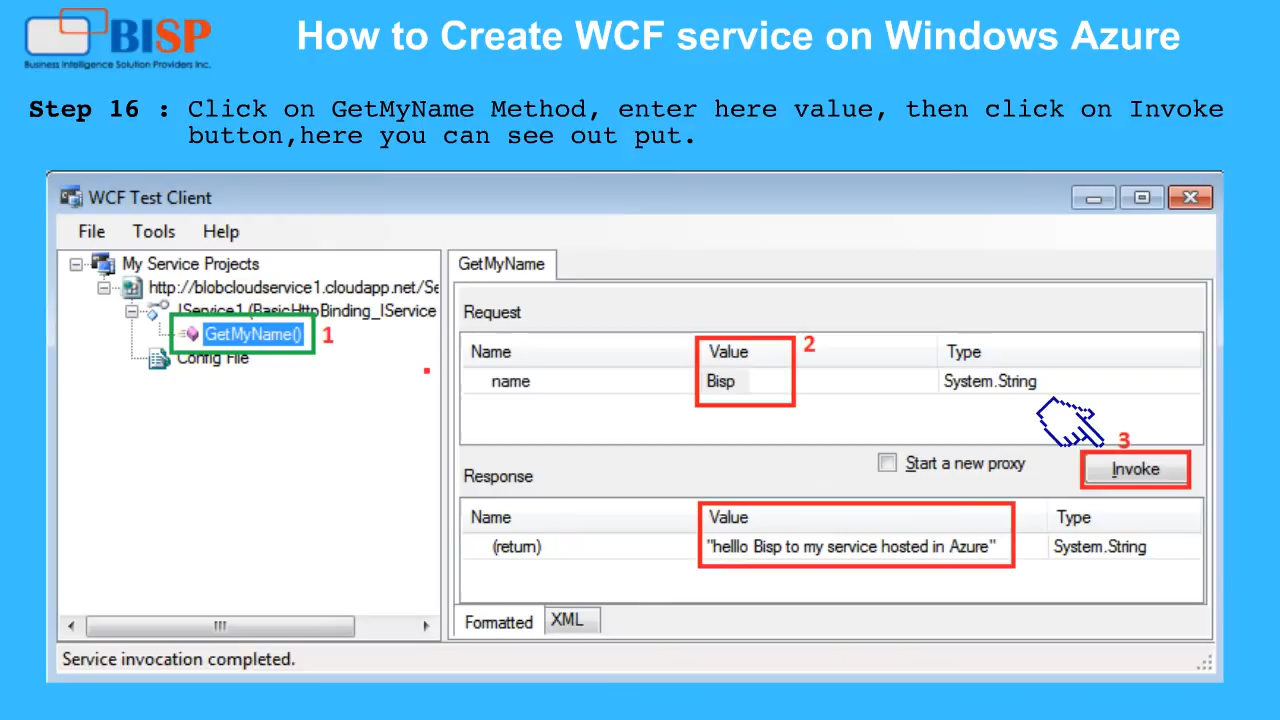 BISP
Business Intelligence Solution Providers Inc.
How to Create WCF service on Windows Azure
Step 16 : Click on GetMyName Method, enter here value, then click on Invoke
button,here you can see out put.
WCF Test Client
File Tools Help
My Service Projects
http://blobcloudservice1.cloudapp.net/Se
IService1 (BasicHttpBinding_IService
GetMyName() 1
Config File
GetMyName
Request
Name Value 2 Type
name Bisp System.String
3
Start a new proxy Invoke
Response
Name Value Type
(return) "helllo Bisp to my service hosted in Azure" System.String
Formatted XML
Service invocation completed.